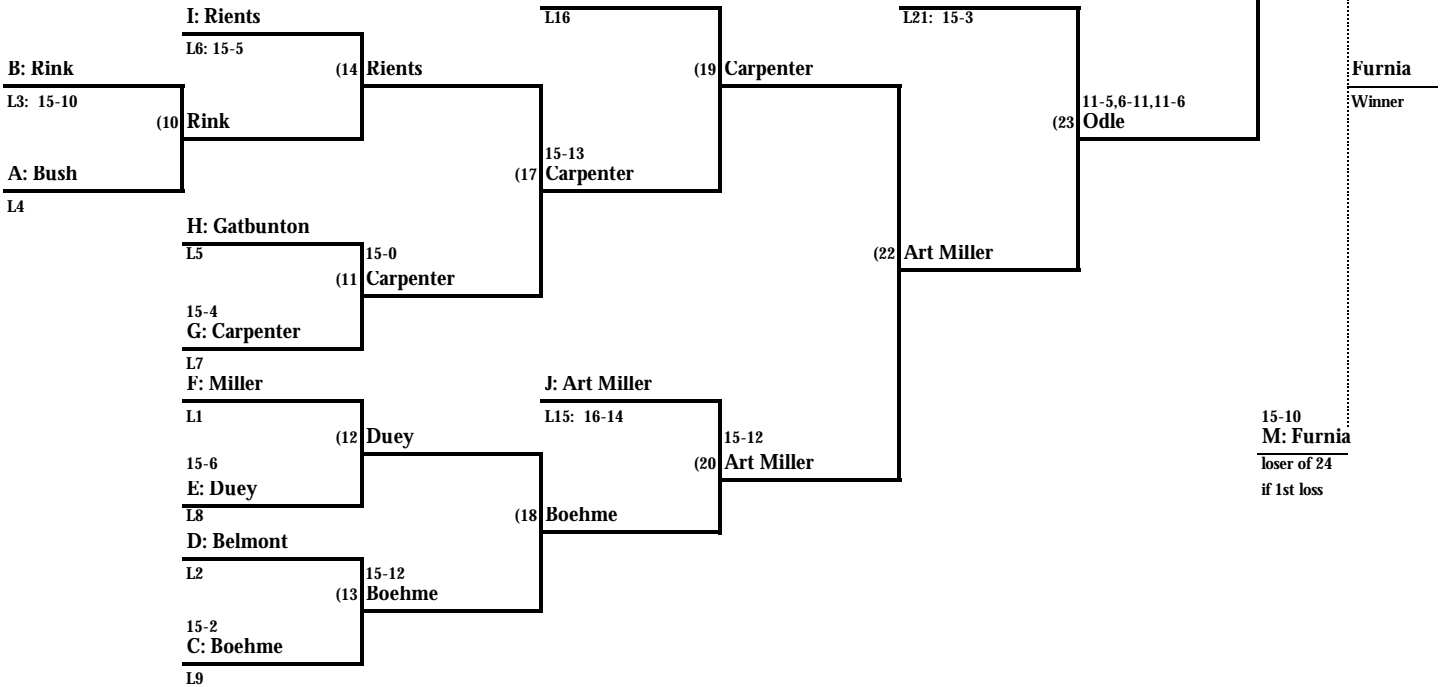 I: Rients
L16
L21: 15-3
L6: 15-5
B: Rink
(14 Rients
(19 Carpenter
Furnia
L3: 15-10
11-5,6-11,11-6
Winner
(10 Rink
(23 Odle
15-13
A: Bush
(17 Carpenter
L4
H: Gatbunton
L5
15-0
(22 Art Miller
(11 Carpenter
15-4
G: Carpenter
L7
F: Miller
J: Art Miller
L1
L15: 16-14
15-10
(12 Duey
15-12
M: Furnia
15-6
(20 Art Miller
loser of 24
E: Duey
if 1st loss
L8
(18 Boehme
D: Belmont
L2
15-12
(13 Boehme
15-2
C: Boehme
L9